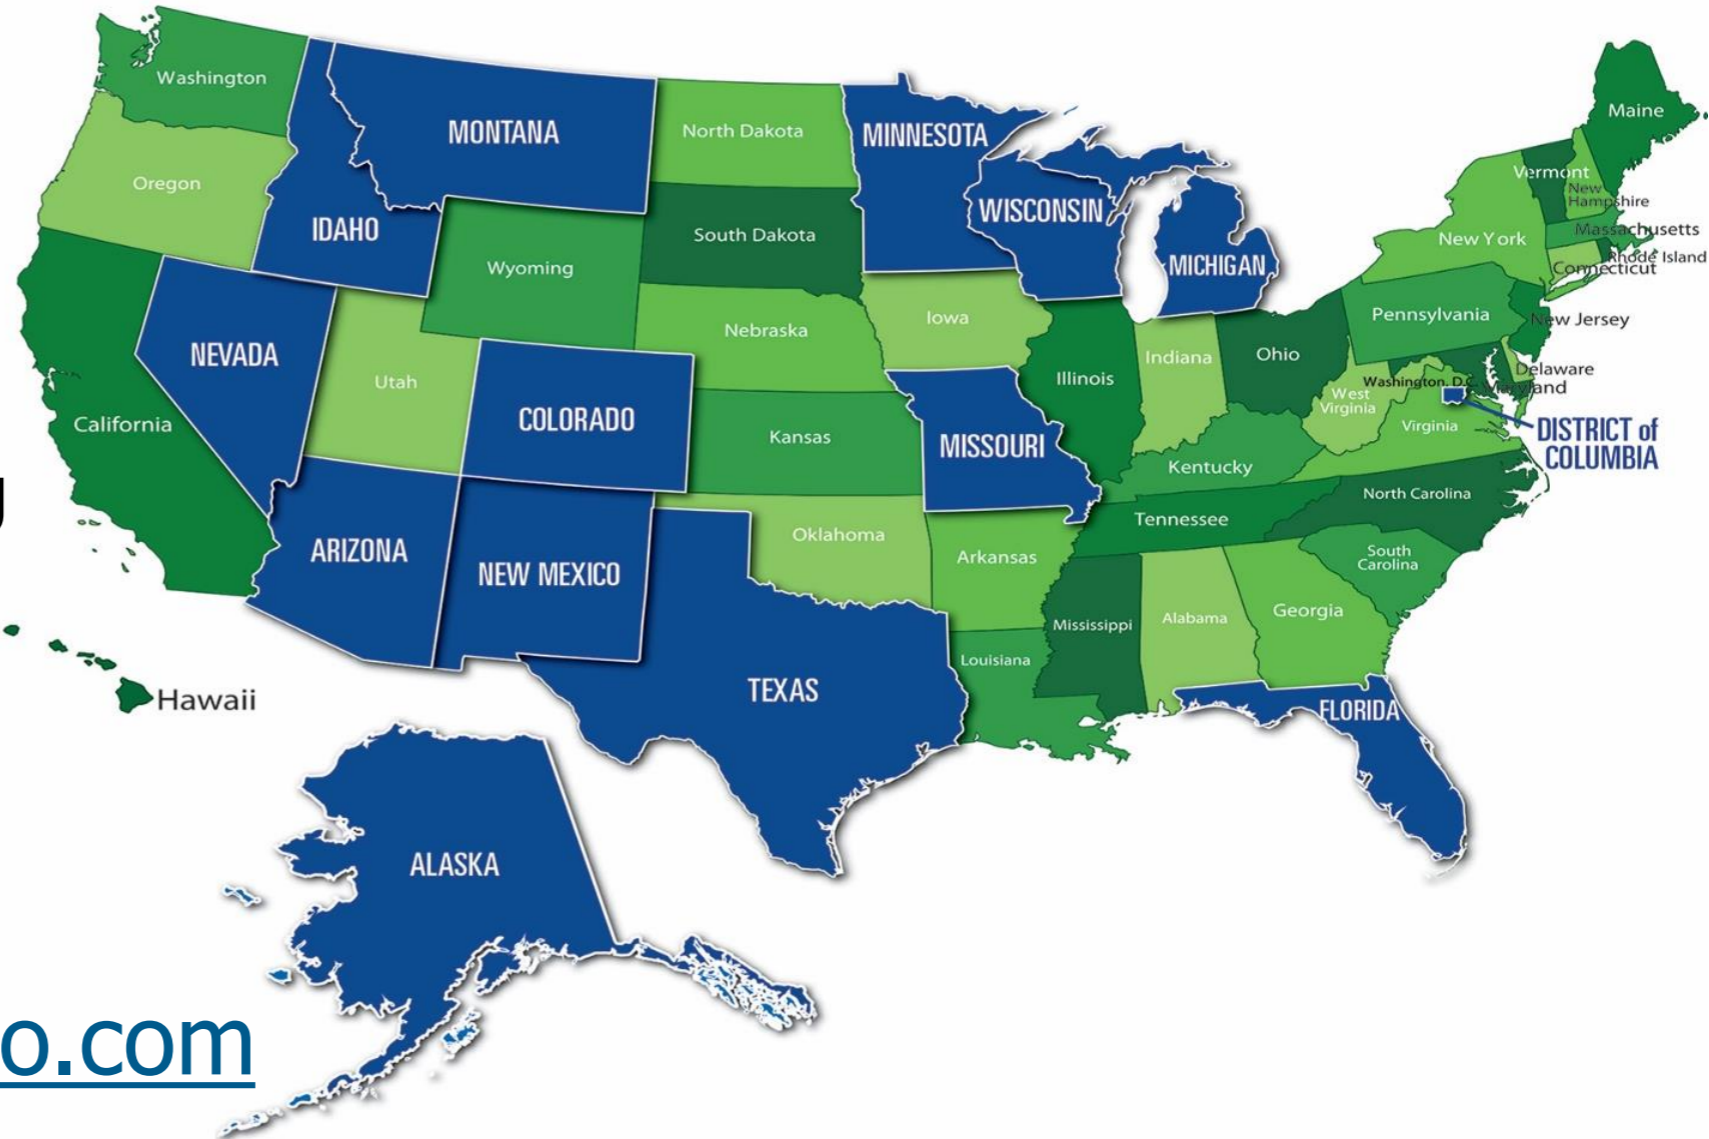 Washington
MONTANA
North Dakota
MINNESOTA
Maine
Oregon
IDAHO
Wyoming
South Dakota
WISCONSIN
MICHIGAN
Vermont
New
Hampshire
Massachusetts
New York
Rhode Island
Connecticut
NEVADA
Utah
Nebraska
Iowa
Illinois
Indiana
Ohio
Pennsylvania
New Jersey
Delaware
Maryland
Washington, D.C.
West
Virginia
Virginia
DISTRICT of
COLUMBIA
California
COLORADO
Kansas
MISSOURI
Kentucky
North Carolina
Tennessee
g
ARIZONA
NEW MEXICO
Oklahoma
Arkansas
South
Carolina
Mississippi
Alabama
Georgia
Louisiana
TEXAS
FLORIDA
Hawaii
ALASKA
o.com